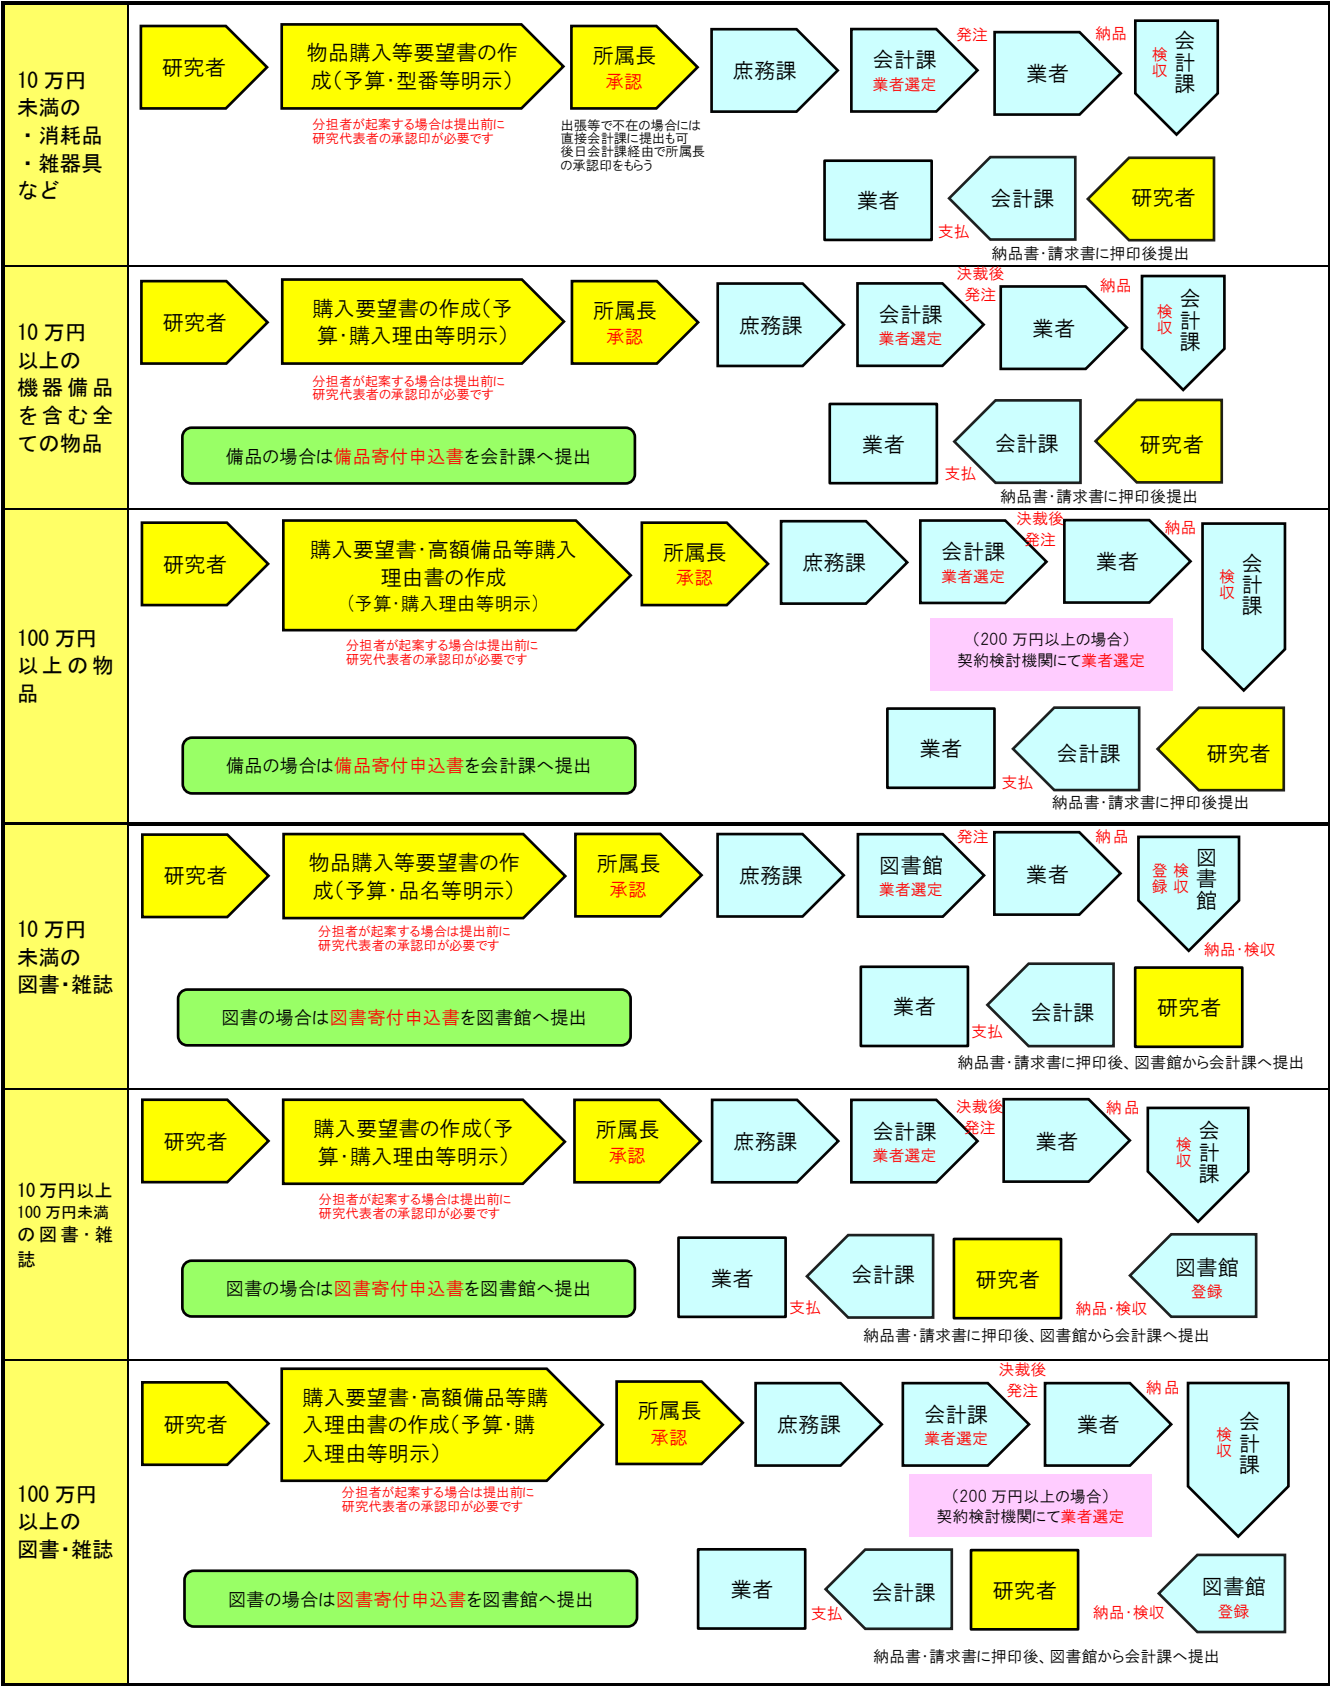 10 万円
未満の
・消耗品
・雑器具
など
研究者
物品購入等要望書の作
成(予算・型番等明示)
分担者が起案する場合は提出前に
研究代表者の承認印が必要です
所属長
承認
出張等で不在の場合には
直接会計課に提出も可
後日会計課経由で所属長
の承認印をもらう
庶務課
会計課
業者選定
発注
業者
納品
会計課
検収
研究者
会計課
納品書・請求書に押印後提出
支払
業者
10 万円
以上の
機器備品
を含む全
ての物品
研究者
購入要望書の作成(予
算・購入理由等明示)
分担者が起案する場合は提出前に
研究代表者の承認印が必要です
所属長
承認
庶務課
会計課
業者選定
決裁後
発注
業者
納品
会計課
検収
研究者
会計課
納品書・請求書に押印後提出
支払
業者
備品の場合は備品寄付申込書を会計課へ提出
100 万円
以上の物
品
研究者
購入要望書・高額備品等購入
理由書の作成
(予算・購入理由等明示)
分担者が起案する場合は提出前に
研究代表者の承認印が必要です
所属長
承認
庶務課
会計課
業者選定
決裁後
発注
業者
納品
会計課
検収
(200 万円以上の場合)
契約検討機関にて業者選定
研究者
会計課
納品書・請求書に押印後提出
支払
業者
備品の場合は備品寄付申込書を会計課へ提出
10 万円
未満の
図書・雑誌
研究者
物品購入等要望書の作
成(予算・品名等明示)
分担者が起案する場合は提出前に
研究代表者の承認印が必要です
所属長
承認
庶務課
図書館
業者選定
発注
業者
納品
図書館
検収
登録
納品・検収
研究者
会計課
納品書・請求書に押印後、図書館から会計課へ提出
支払
業者
図書の場合は図書寄付申込書を図書館へ提出
10 万円以上
100 万円未満
の図書・雑
誌
研究者
購入要望書の作成(予
算・購入理由等明示)
分担者が起案する場合は提出前に
研究代表者の承認印が必要です
所属長
承認
庶務課
会計課
業者選定
決裁後
発注
業者
納品
会計課
検収
図書館
登録
納品・検収
研究者
会計課
納品書・請求書に押印後、図書館から会計課へ提出
支払
業者
図書の場合は図書寄付申込書を図書館へ提出
100 万円
以上の
図書・雑誌
研究者
購入要望書・高額備品等購
入理由書の作成(予算・購
入理由等明示)
分担者が起案する場合は提出前に
研究代表者の承認印が必要です
所属長
承認
庶務課
会計課
業者選定
決裁後
発注
業者
納品
会計課
検収
(200 万円以上の場合)
契約検討機関にて業者選定
図書館
登録
納品・検収
研究者
会計課
納品書・請求書に押印後、図書館から会計課へ提出
支払
業者
図書の場合は図書寄付申込書を図書館へ提出